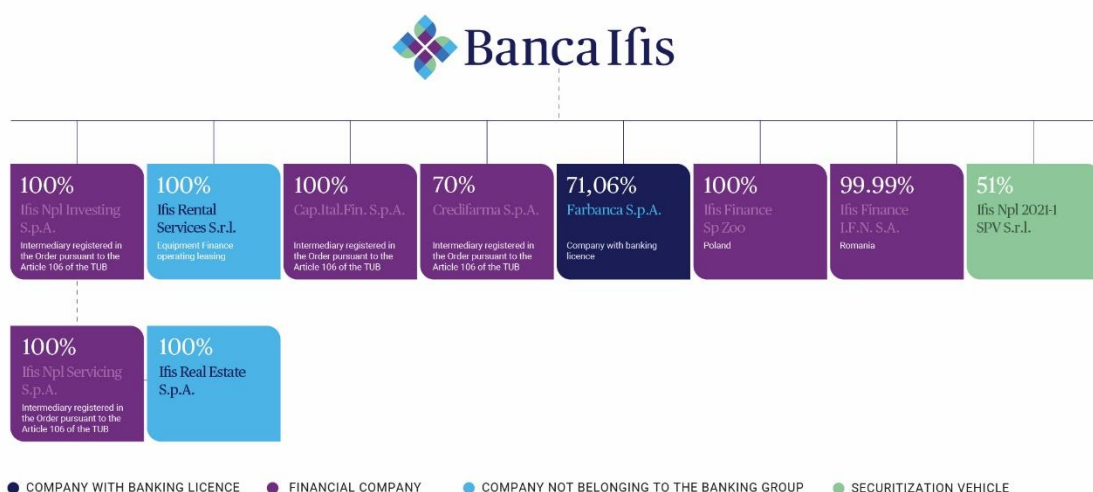 Banca Ifis
100%
Ifis Npl Investing
S.p.A.
Intermediary registered in
the Order pursuant to the
Article 106 of the TUB
100%
Ifis Rental
Services S.r.l.
Equipment Finance
operating leasing
100%
Cap.Ital.Fin. S.p.A.
Intermediary registered in
the Order pursuant to the
Article 106 of the TUB
70%
Credifarma S.p.A.
Intermediary registered in
the Order pursuant to the
Article 106 of the TUB
71,06%
Farbanca S.p.A.
Company with banking
licence
100%
Ifis Finance
Sp Zoo
Poland
99.99%
Ifis Finance
I.F.N. S.A.
Romania
51%
Ifis Npl 2021-1
SPV S.r.l.
100%
Ifis Npl Servicing
S.p.A.
Intermediary registered in
the Order pursuant to the
Article 106 of the TUB
100%
Ifis Real Estate
S.p.A.
COMPANY WITH BANKING LICENCE
FINANCIAL COMPANY
COMPANY NOT BELONGING TO THE BANKING GROUP
SECURITIZATION VEHICLE